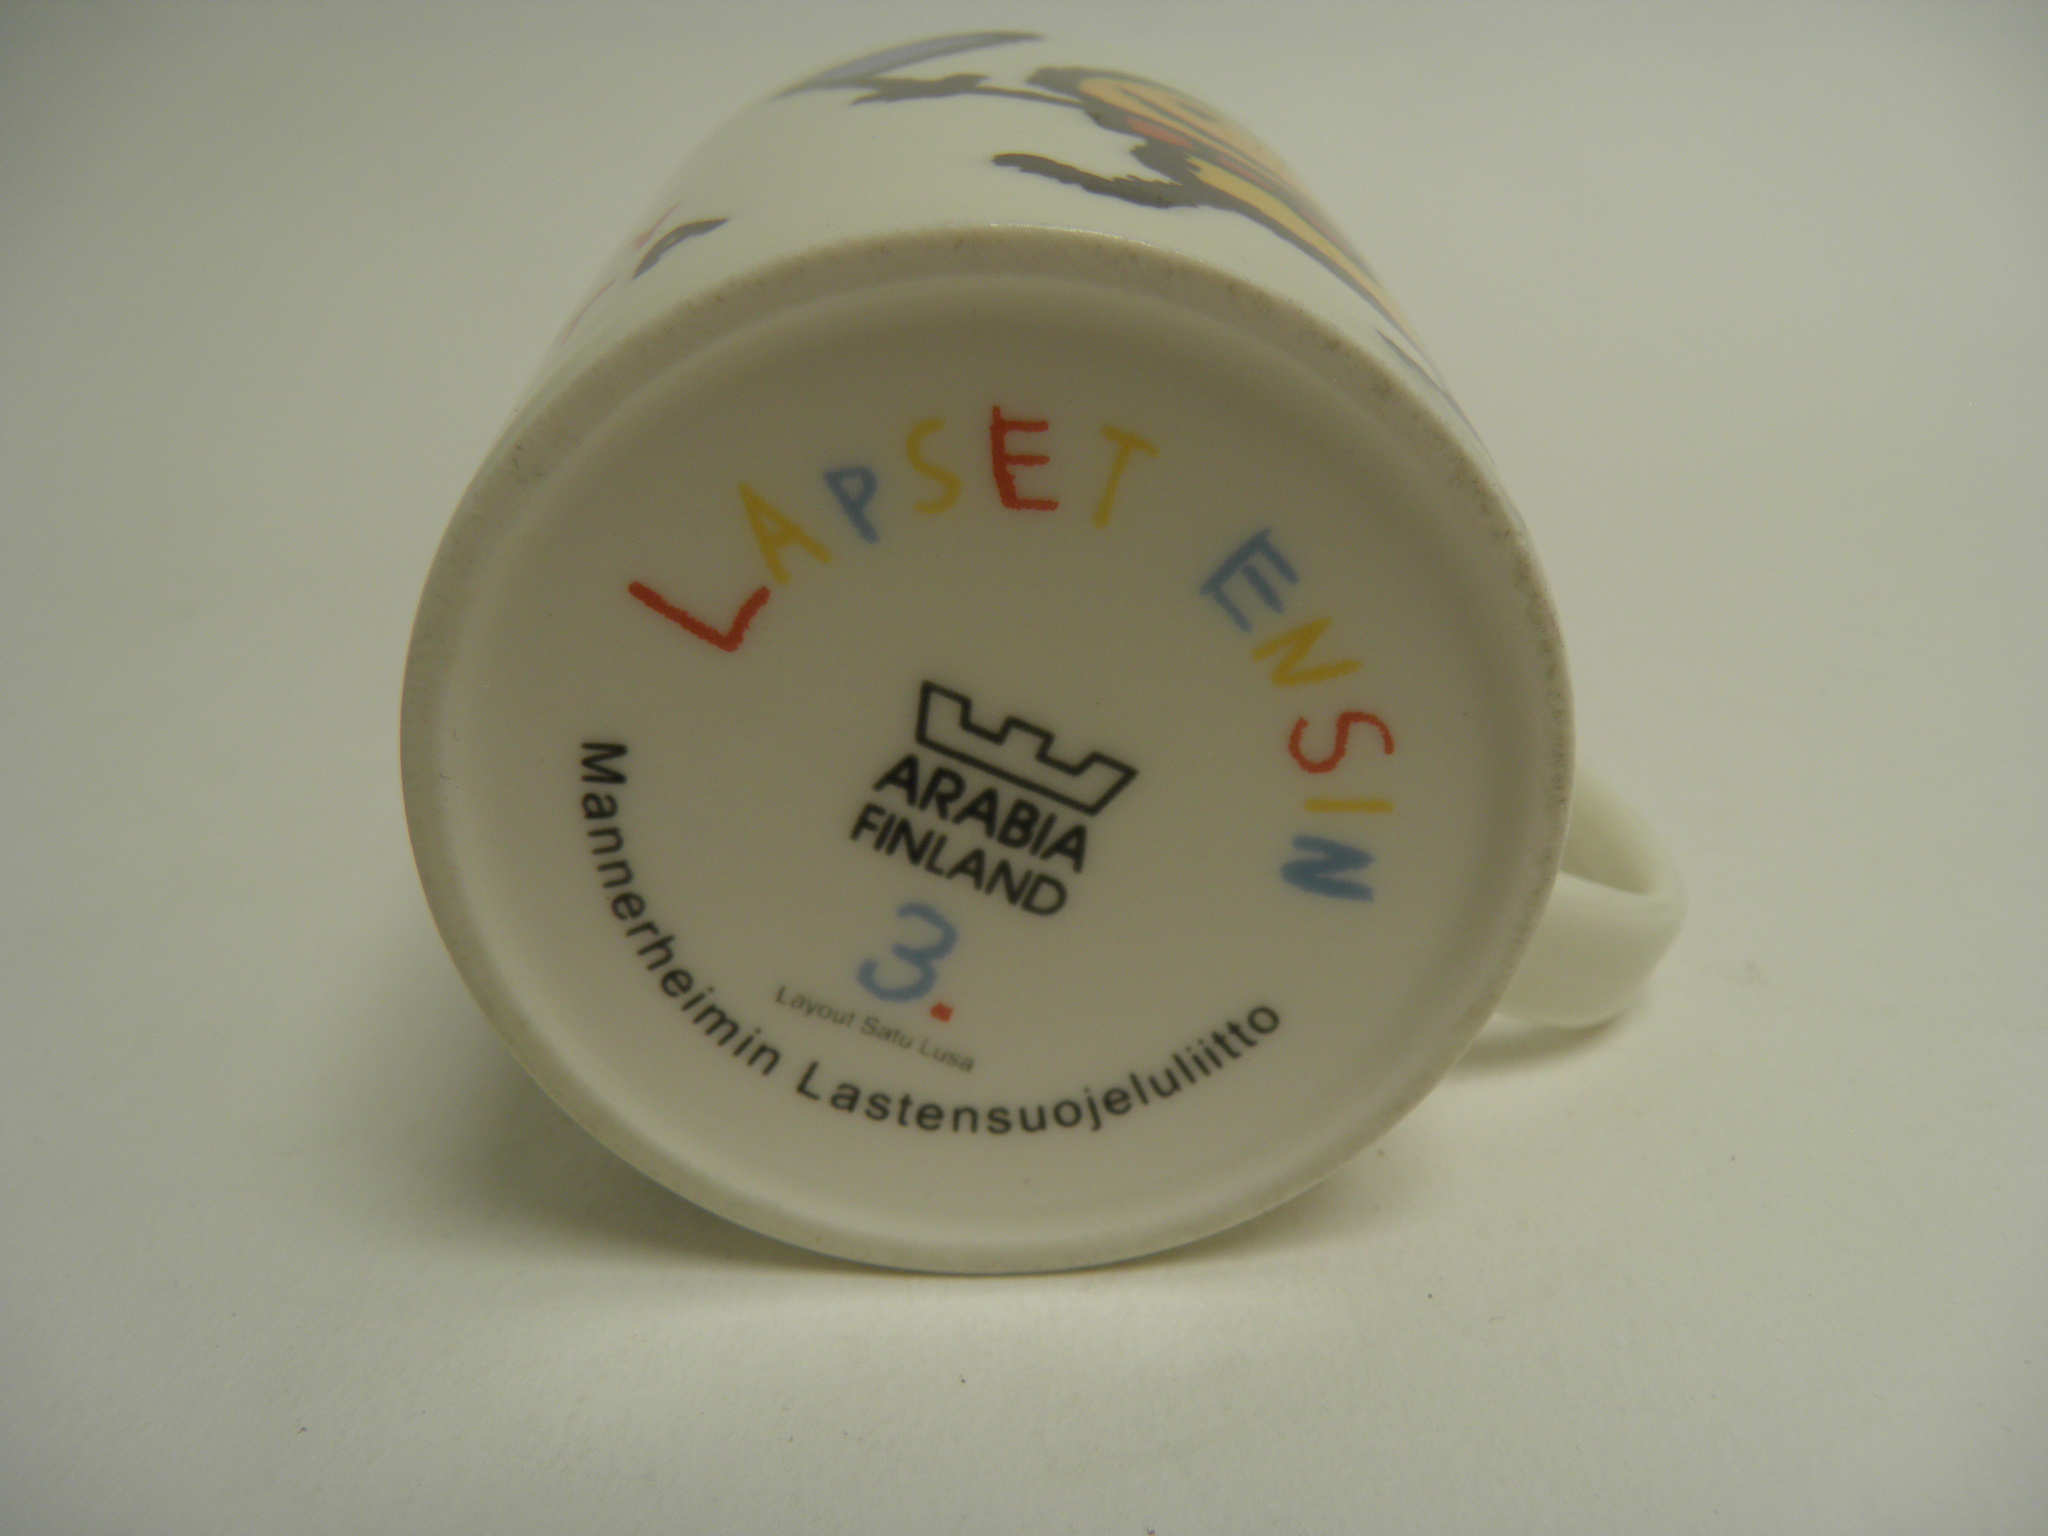 LAPSET ENSIN
ARABIA
FINLAND
3.
Layout Satu Lusa
Mannerheimin Lastensuojeluliitto